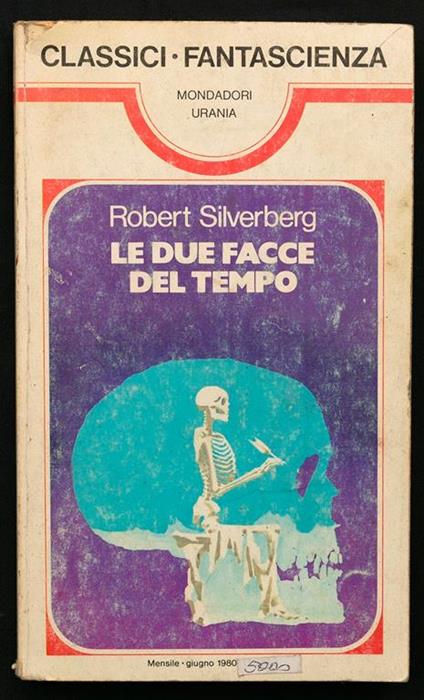 CLASSICI • FANTASCIENZA
MONDADORI
URANIA
Robert Silverberg
LE DUE FACCE
DEL TEMPO
Mensile • giugno 1980 5000